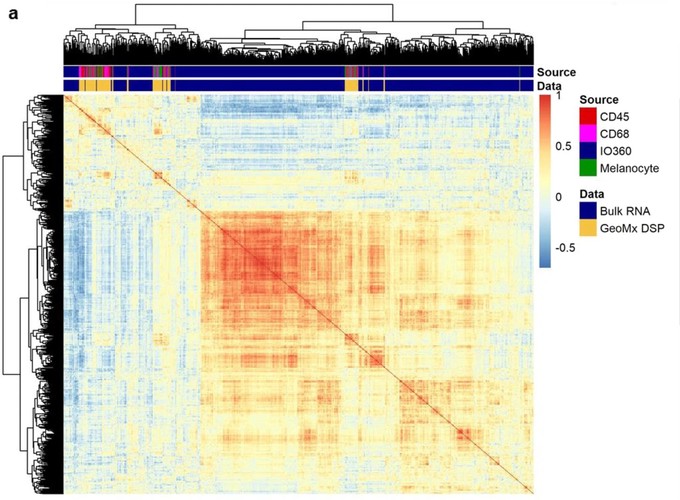 a
Source
Data
1
0.5
0
-0.5
Source
CD45
CD68
IO360
Melanocyte
Data
Bulk RNA
GeoMx DSP